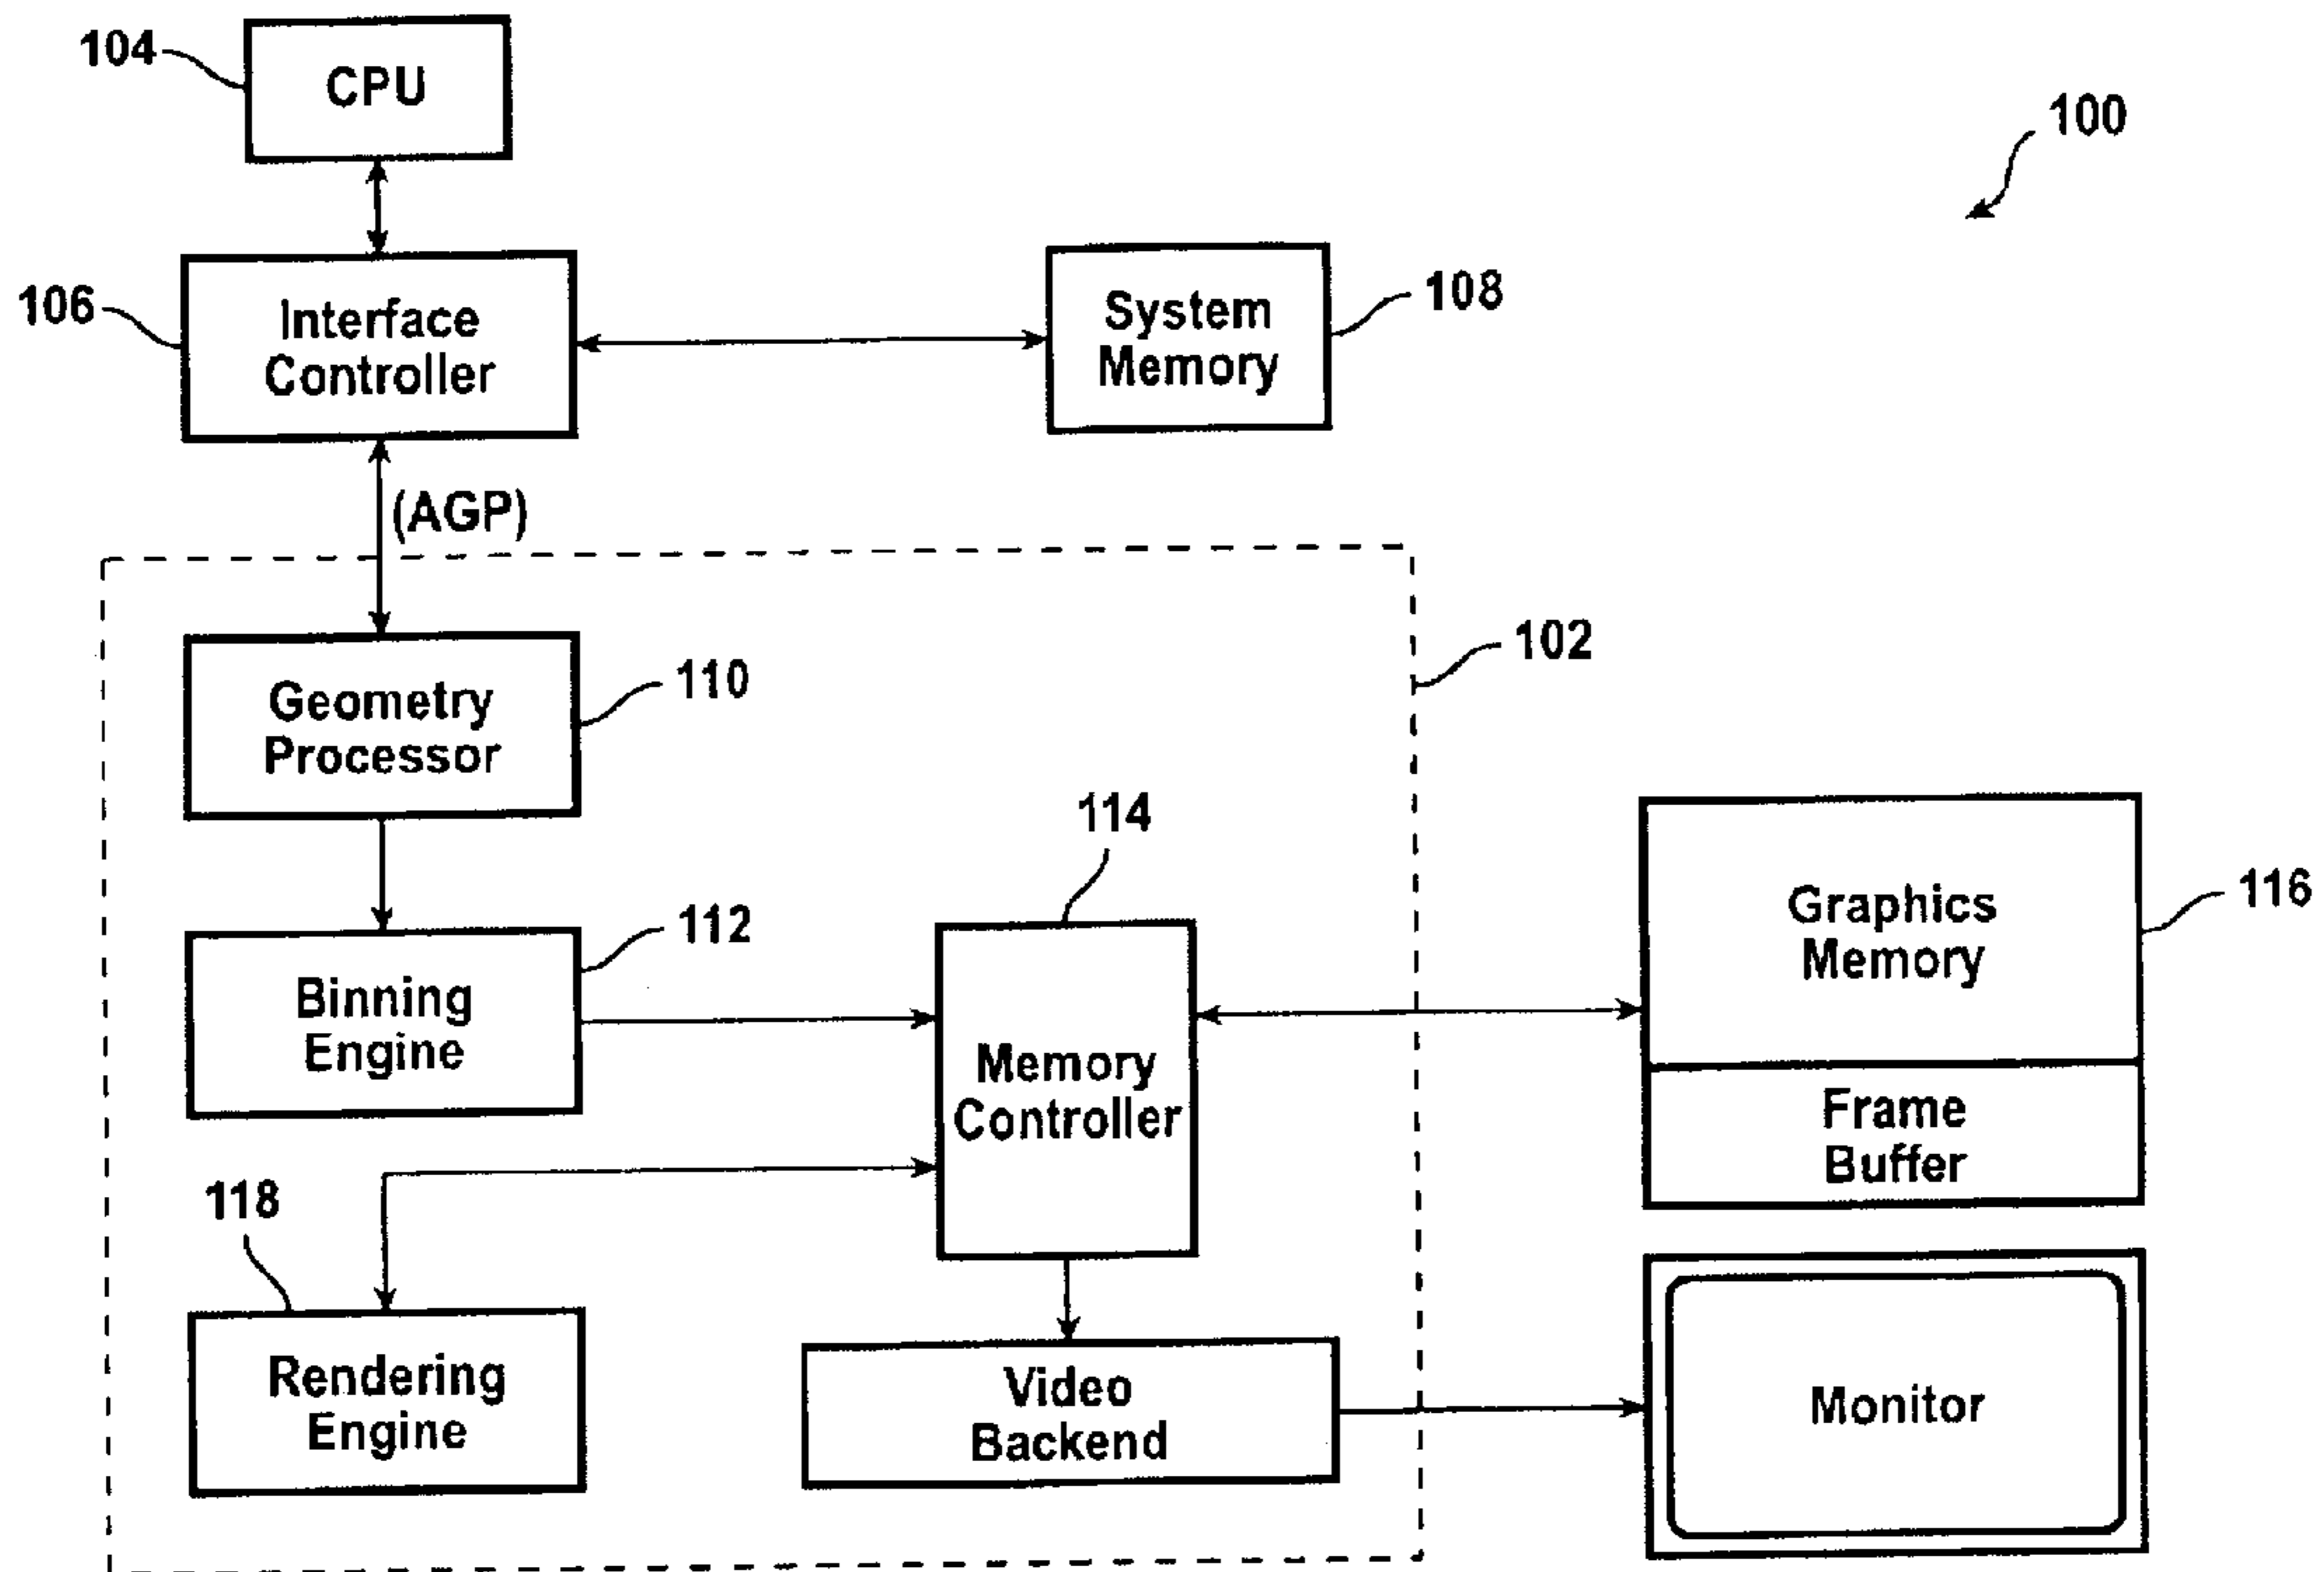 104
CPU
100
106
Interface
Controller
System
Memory
108
(AGP)
102
Geometry
Processor
110
114
112
Binning
Engine
Memory
Controller
Graphics
Memory
116
Frame
Buffer
118
Rendering
Engine
Video
Backend
Monitor